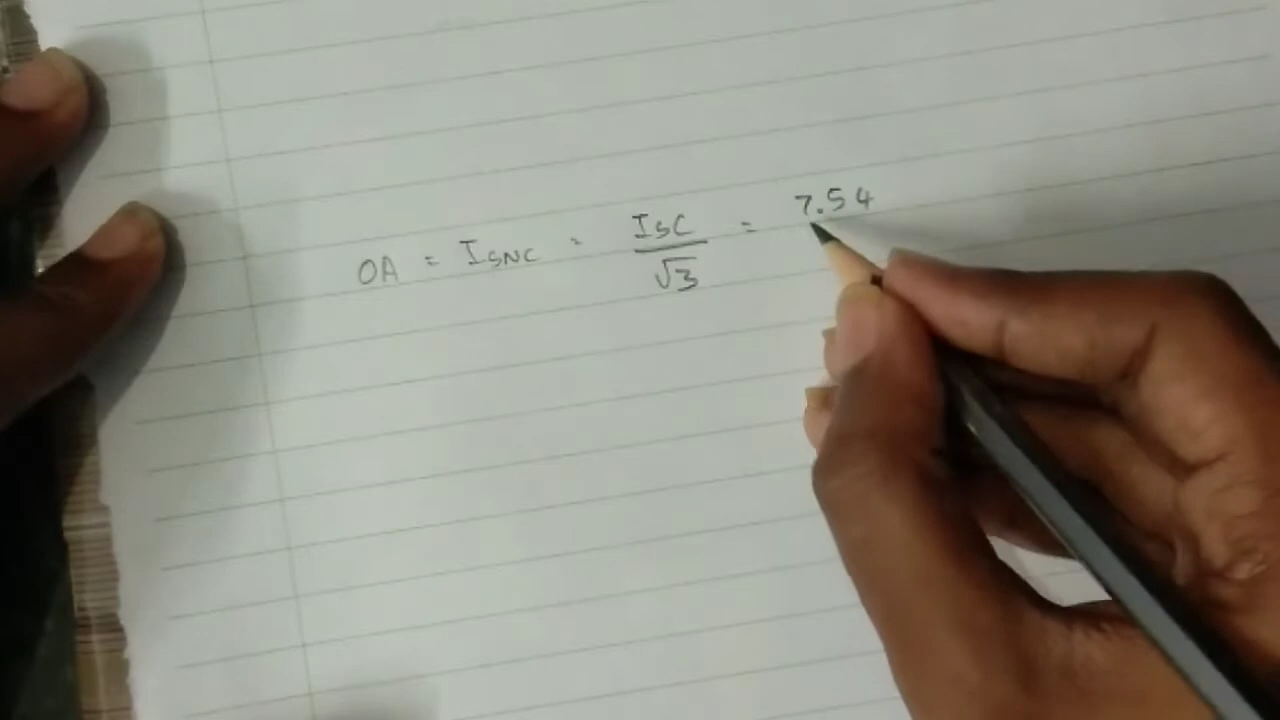 OA = ISNC = ISC/√3 = 7.54